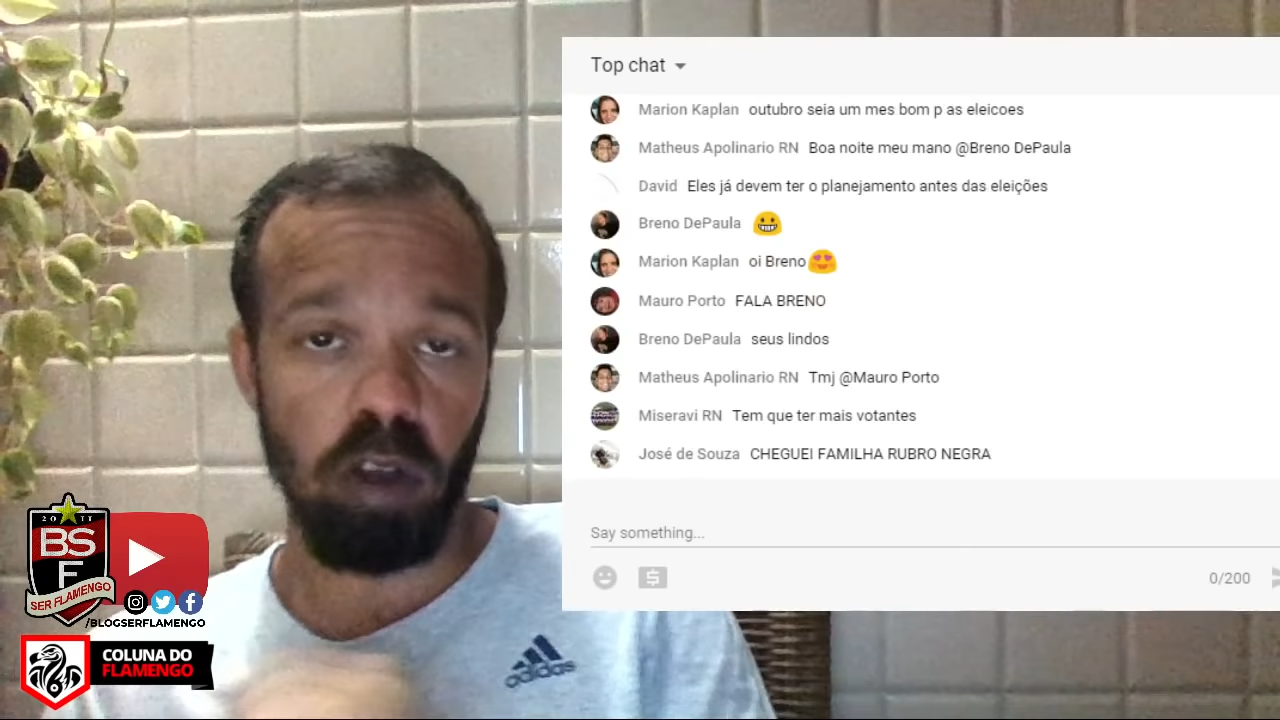 Top chat
Marion Kaplan outubro seia um mes bom p as eleicoes
Matheus Apolinario RN Boa noite meu mano @Breno DePaula
David Eles já devem ter o planejamento antes das eleições
Breno DePaula
Marion Kaplan oi Breno
Mauro Porto FALA BRENO
Breno DePaula seus lindos
Matheus Apolinario RN Tmj @Mauro Porto
Miseravi RN Tem que ter mais votantes
José de Souza CHEGUEI FAMILHA RUBRO NEGRA
Say something...
0/200
2011
BSF
SER FLAMENGO
/BLOGSERFLAMENGO
COLUNA DO
FLAMENGO
adidas